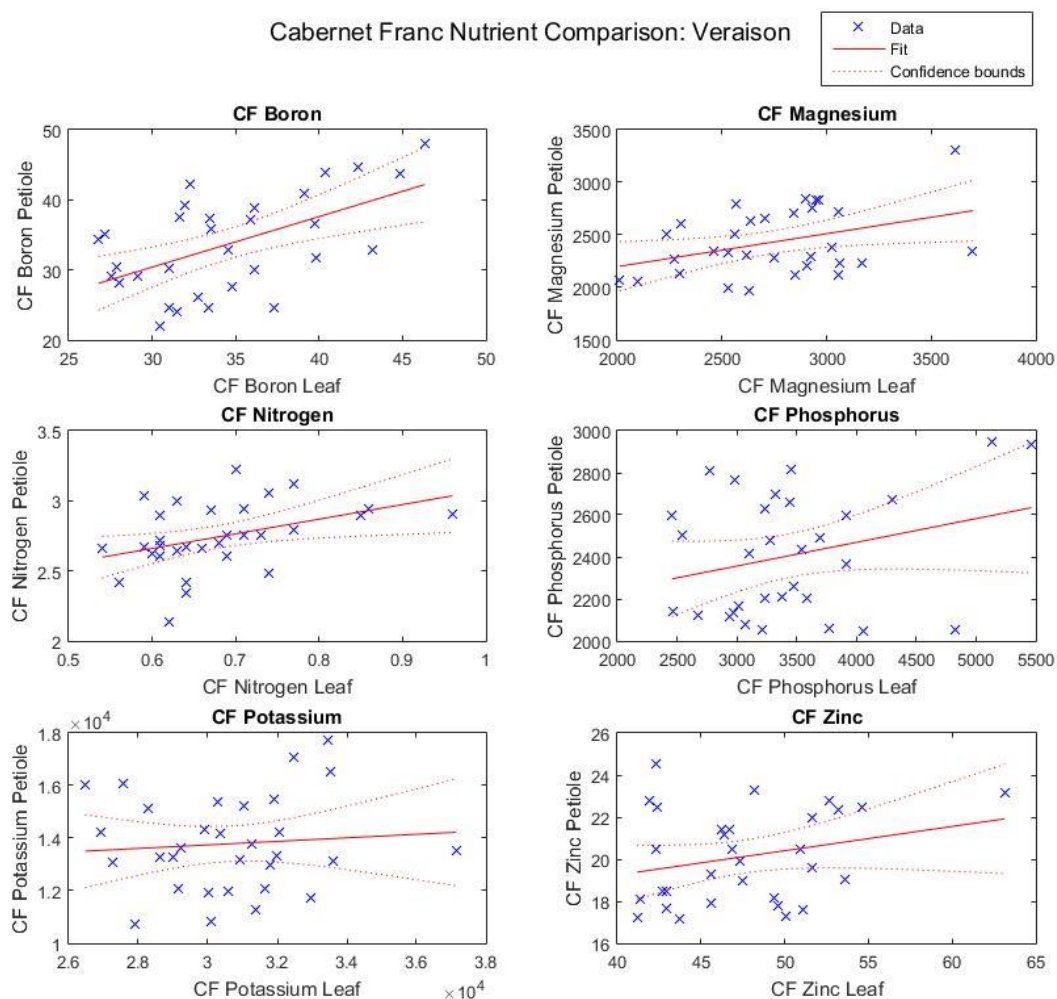 Cabernet Franc Nutrient Comparison: Veraison
Data
Fit
Confidence bounds
CF Boron
CF Boron Petiole
50
40
30
20
25 30 35 40 45 50
CF Boron Leaf
CF Magnesium
CF Magnesium Petiole
3500
3000
2500
2000
1500
2000 2500 3000 3500 4000
CF Magnesium Leaf
CF Nitrogen
CF Nitrogen Petiole
3.5
3
2.5
2
0.5 0.6 0.7 0.8 0.9 1
CF Nitrogen Leaf
CF Phosphorus
CF Phosphorus Petiole
3000
2800
2600
2400
2200
2000
2000 2500 3000 3500 4000 4500 5000 5500
CF Phosphorus Leaf
CF Potassium
× 10^4
CF Potassium Petiole
1.8
1.6
1.4
1.2
1
2.6 2.8 3 3.2 3.4 3.6 3.8
CF Potassium Leaf
× 10^4
CF Zinc
CF Zinc Petiole
26
24
22
20
18
16
40 45 50 55 60 65
CF Zinc Leaf